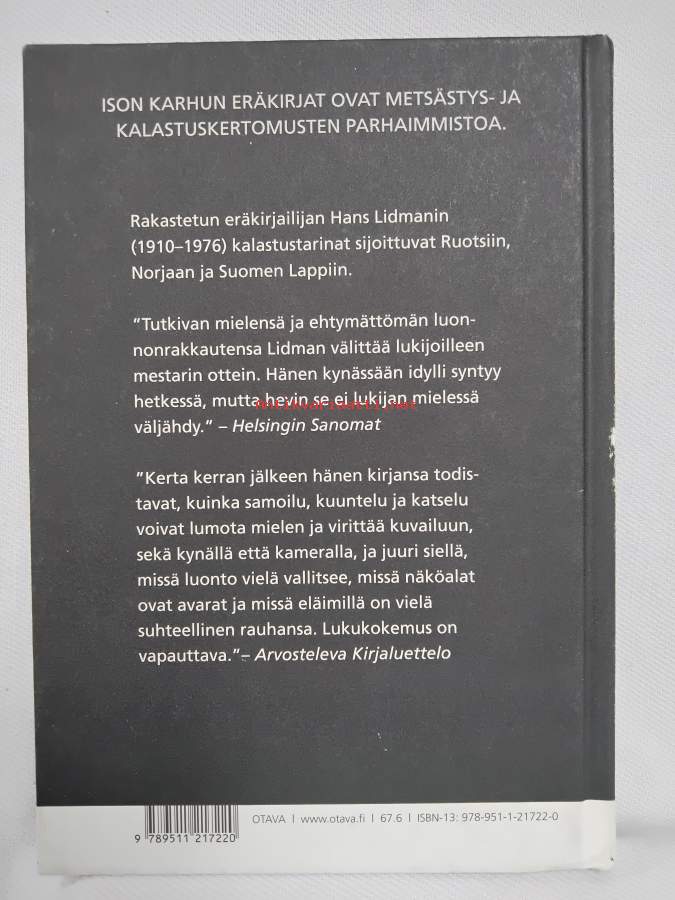 ISON KARHUN ERÄKIRJAT OVAT METSÄSTYS- JA
KALASTUSKERTOMUSTEN PARHAIMMISTOA.
Rakastetun eräkirjailijan Hans Lidmanin
(1910–1976) kalastustarinat sijoittuvat Ruotsiin,
Norjaan ja Suomen Lappiin.
”Tutkivan mielensä ja ehtymättömän luon-
nonrakkautensa Lidman välittää lukijoilleen
mestarin ottein. Hänen kynässään idylli syntyy
hetkessä, mutta hevin se ei lukijan mielessä
väljähdy.” – Helsingin Sanomat
”Kerta kerran jälkeen hänen kirjansa todis-
tavat, kuinka samoilu, kuuntelu ja katselu
voivat lumota mielen ja virittää kuvailuun,
sekä kynällä että kameralla, ja juuri siellä,
missä luonto vielä vallitsee, missä näköalat
ovat avarat ja missä eläimillä on vielä
suhteellinen rauhansa. Lukukokemus on
vapauttava.”– Arvosteleva Kirjaluettelo
OTAVA | www.otava.fi | 67.6 | ISBN-13: 978-951-1-21722-0
9 789511 217220
Antikvariaatti.net